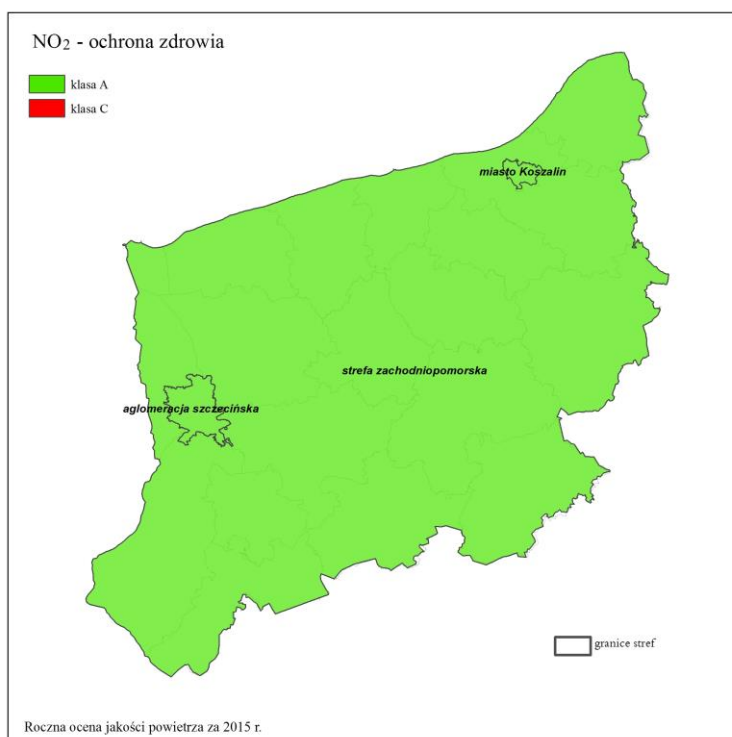 NO₂ - ochrona zdrowia
klasa A
klasa C
miasto Koszalin
strefa zachodniopomorska
aglomeracja szczecińska
granice stref
Roczna ocena jakości powietrza za 2015 r.